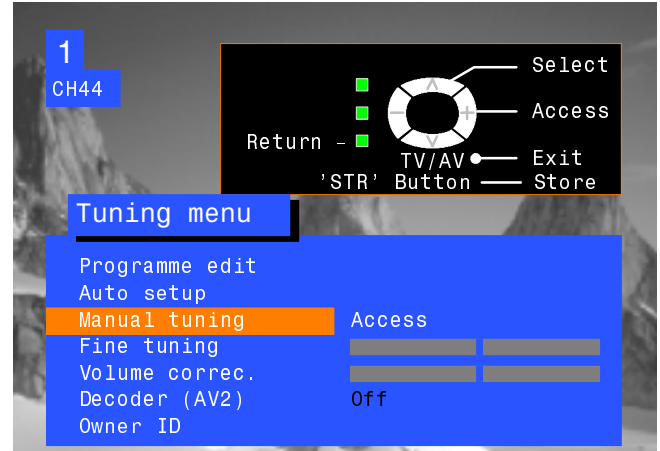 1
CH44
Select
Access
Return –
TV/AV Exit
'STR' Button Store
Tuning menu
Programme edit
Auto setup
Manual tuning Access
Fine tuning
Volume correc.
Decoder (AV2) Off
Owner ID